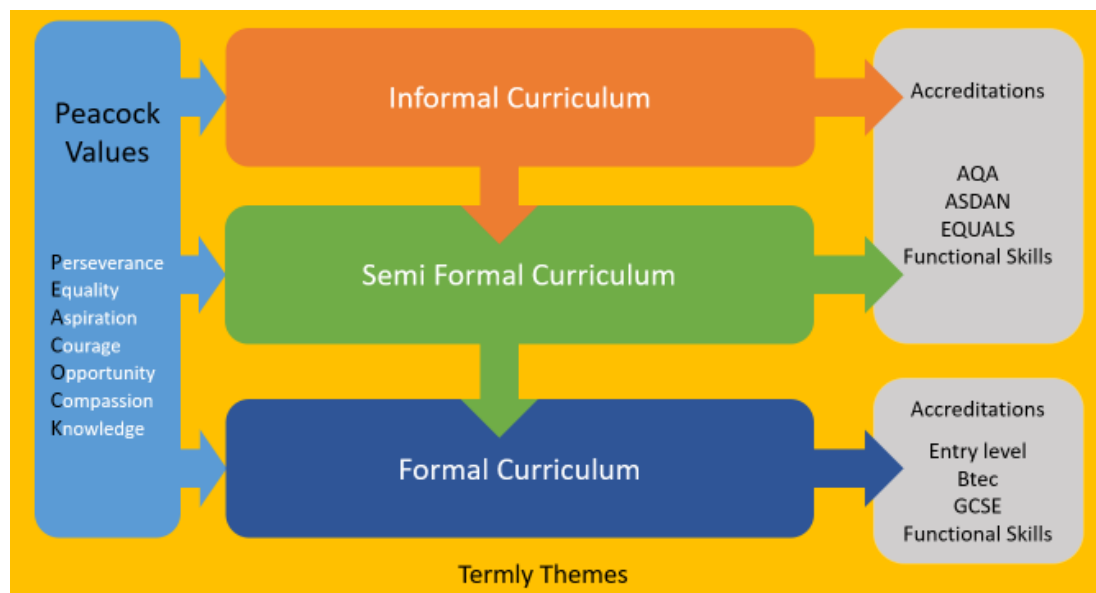 Peacock
Values
Perseverance
Equality
Aspiration
Courage
Opportunity
Compassion
Knowledge
Informal Curriculum
Semi Formal Curriculum
Formal Curriculum
Accreditations
AQA
ASDAN
EQUALS
Functional Skills
Accreditations
Entry level
Btec
GCSE
Functional Skills
Termly Themes